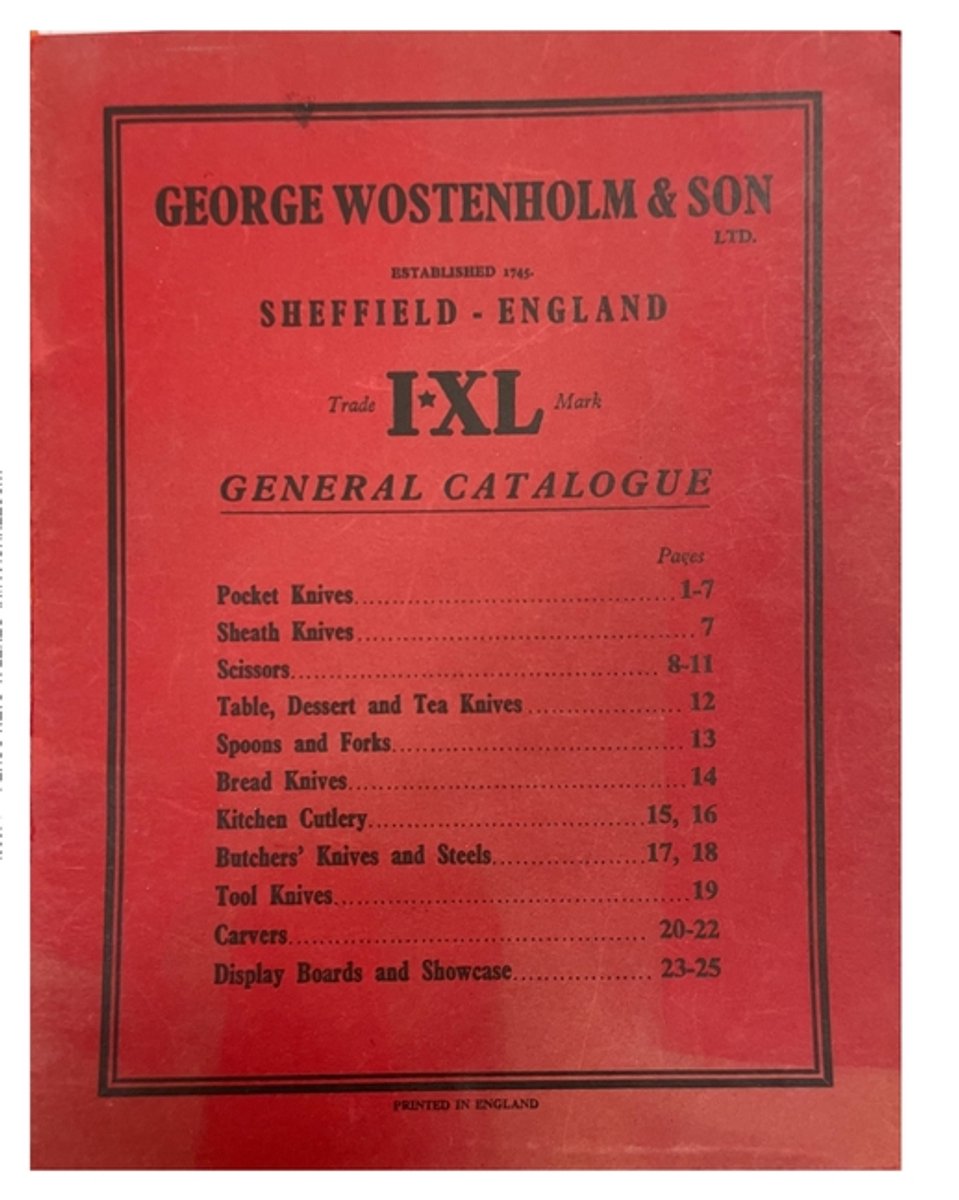 GEORGE WOSTENHOLM & SON
LTD.
ESTABLISHED 1745.
SHEFFIELD - ENGLAND
Trade I★XL Mark
GENERAL CATALOGUE
Pages
Pocket Knives........................................1-7
Sheath Knives........................................7
Scissors........................................8-11
Table, Dessert and Tea Knives....................12
Spoons and Forks....................................13
Bread Knives........................................14
Kitchen Cutlery..................................15, 16
Butchers' Knives and Steels....................17, 18
Tool Knives........................................19
Carvers........................................20-22
Display Boards and Showcase..................23-25
PRINTED IN ENGLAND